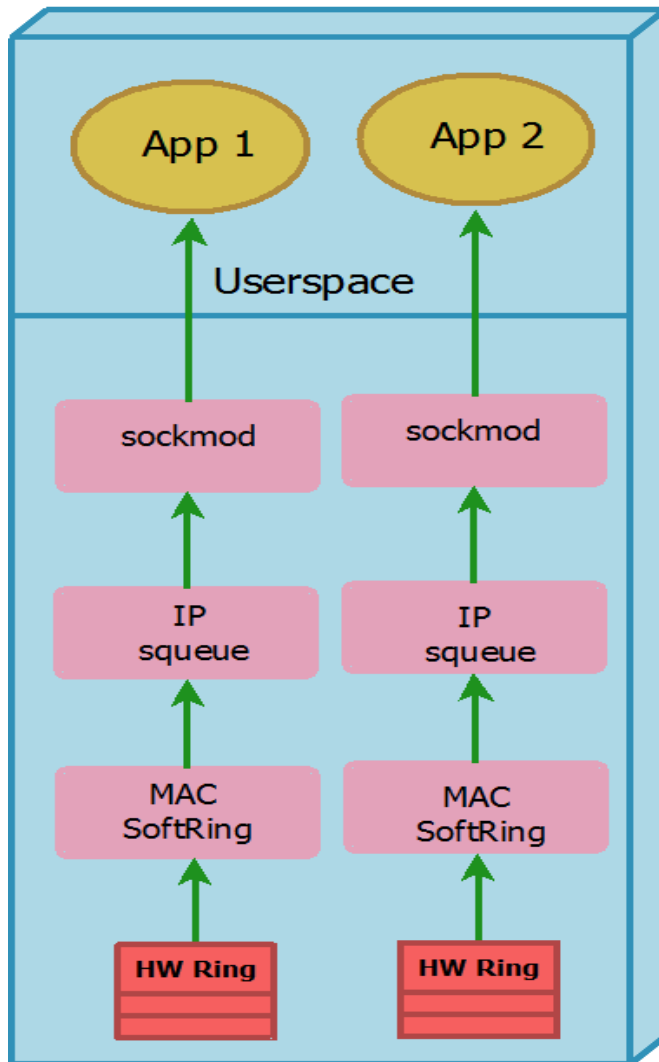 App 1
App 2
Userspace
sockmod
sockmod
IP
squeue
IP
squeue
MAC
SoftRing
MAC
SoftRing
HW Ring
HW Ring